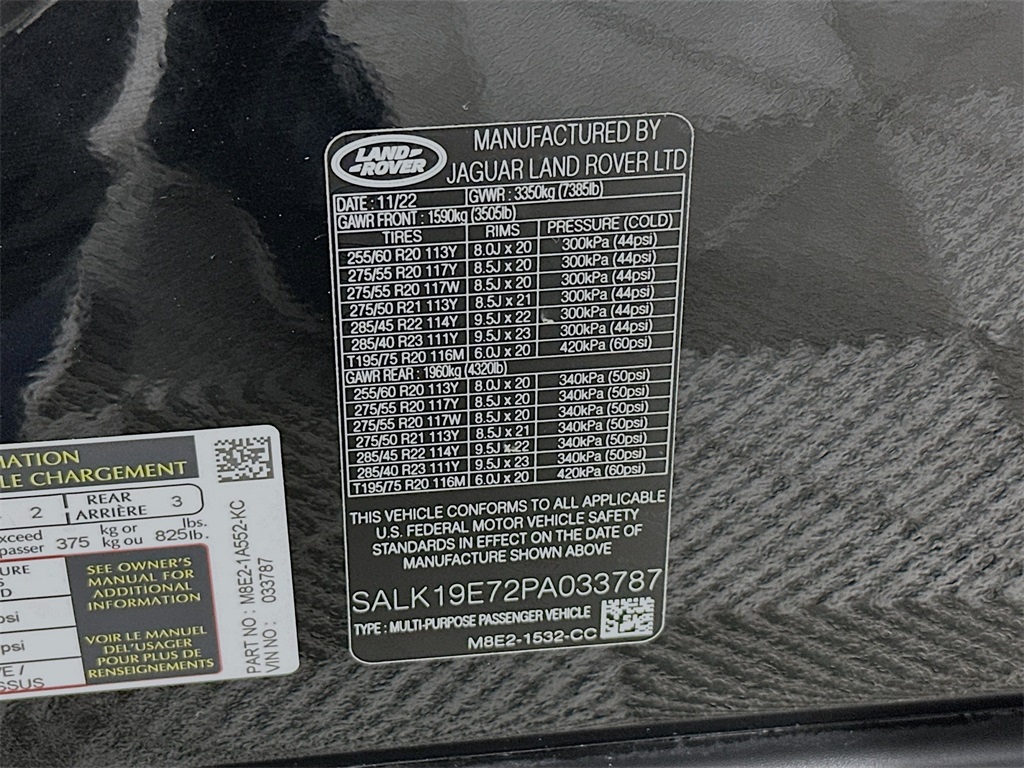 LAND-
-ROVER
MANUFACTURED BY
JAGUAR LAND ROVER LTD
DATE : 11/22 GVWR : 3350kg (7385lb)
GAWR FRONT : 1590kg (3505lb)
TIRES RIMS PRESSURE (COLD)
255/60 R20 113Y 8.0J x 20 300kPa (44psi)
275/55 R20 117Y 8.5J x 20 300kPa (44psi)
275/55 R20 117W 8.5J x 20 300kPa (44psi)
275/50 R21 113Y 8.5J x 21 300kPa (44psi)
285/45 R22 114Y 9.5J x 22 300kPa (44psi)
285/40 R23 111Y 9.5J x 23 300kPa (44psi)
T195/75 R20 116M 6.0J x 20 420kPa (60psi)
GAWR REAR : 1960kg (4320lb)
255/60 R20 113Y 8.0J x 20 340kPa (50psi)
275/55 R20 117Y 8.5J x 20 340kPa (50psi)
275/55 R20 117W 8.5J x 20 340kPa (50psi)
275/50 R21 113Y 8.5J x 21 340kPa (50psi)
285/45 R22 114Y 9.5J x 22 340kPa (50psi)
285/40 R23 111Y 9.5J x 23 340kPa (50psi)
T195/75 R20 116M 6.0J x 20 420kPa (60psi)
THIS VEHICLE CONFORMS TO ALL APPLICABLE
U.S. FEDERAL MOTOR VEHICLE SAFETY
STANDARDS IN EFFECT ON THE DATE OF
MANUFACTURE SHOWN ABOVE
SALK19E72PA033787
TYPE : MULTI-PURPOSE PASSENGER VEHICLE
M8E2-1532-CC
MATION
LE CHARGEMENT
2 REAR 3
ARRIÈRE
exceed 375 kg or 825 lbs.
passer kg ou lb.
SURE
D
psi
psi
VE /
SSUS
SEE OWNER'S
MANUAL FOR
ADDITIONAL
INFORMATION
VOIR LE MANUEL
DEL'USAGER
POUR PLUS DE
RENSEIGNEMENTS
PART NO : M8E2-1A552-KC
VIN NO : 033787